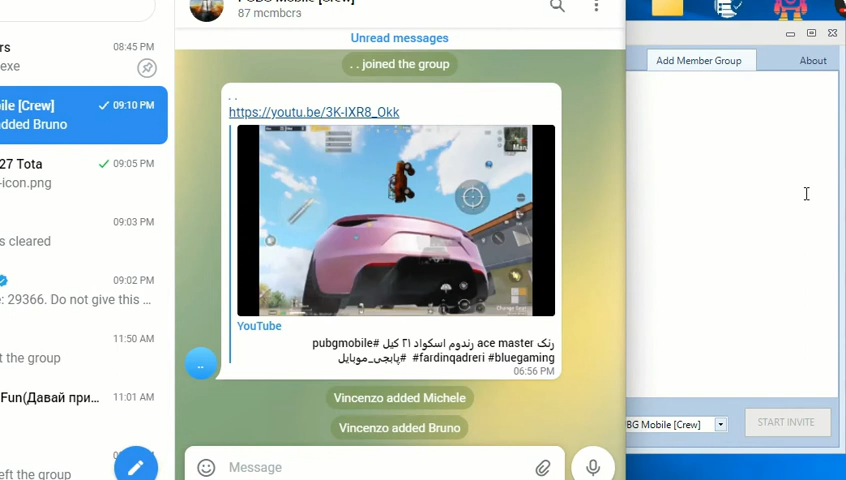 87 mcmbcrs
Unread messages
. . joined the group
rs
08:45 PM
exe
ile [Crew]
09:10 PM
added Bruno
27 Tota
09:05 PM
-icon.png
09:03 PM
s cleared
09:02 PM
: 29366. Do not give this ...
11:50 AM
t the group
Fun(Давай при...
11:01 AM
eft the group
. .
https://youtu.be/3K-IXR8_Okk
YouTube
رنک ace master رندوم اسکواد ۲۱ کیل #pubgmobile
#پابجی_موبایل #fardinqadreri #bluegaming
06:56 PM
..
Vincenzo added Michele
Vincenzo added Bruno
Message
Add Member Group
About
BG Mobile [Crew]
START INVITE